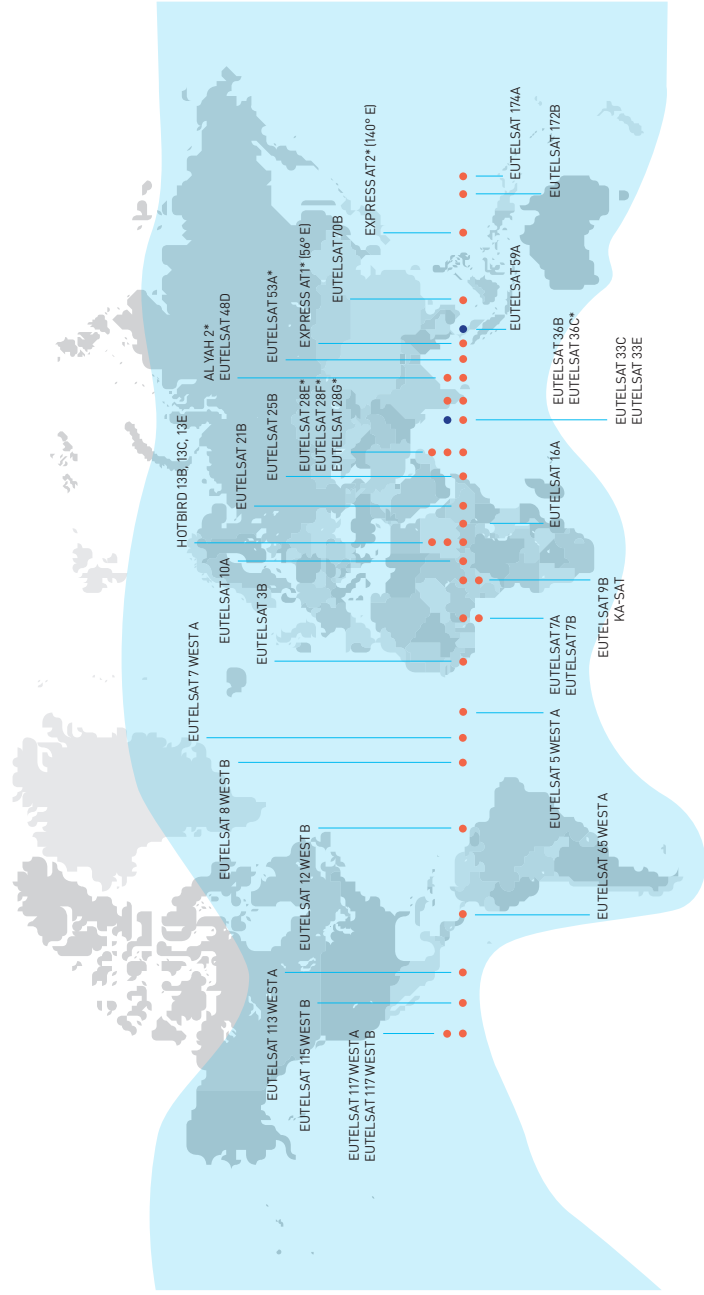 EUTELSAT 117 WEST A
EUTELSAT 117 WEST B
EUTELSAT 115 WEST B
EUTELSAT 113 WEST A
EUTELSAT 65 WEST A
EUTELSAT 12 WEST B
EUTELSAT 8 WEST B
EUTELSAT 7 WEST A
EUTELSAT 5 WEST A
EUTELSAT 3B
EUTELSAT 7A
EUTELSAT 7B
EUTELSAT 9B
KA-SAT
EUTELSAT 10A
HOTBIRD 13B, 13C, 13E
EUTELSAT 16A
EUTELSAT 21B
EUTELSAT 25B
EUTELSAT 28E*
EUTELSAT 28F*
EUTELSAT 28G*
EUTELSAT 33C
EUTELSAT 33E
EUTELSAT 36B
EUTELSAT 36C*
AL YAH 2*
EUTELSAT 48D
EUTELSAT 53A*
EXPRESS AT1* (56° E)
EUTELSAT 59A
EUTELSAT 70B
EXPRESS AT2* (140° E)
EUTELSAT 172B
EUTELSAT 174A